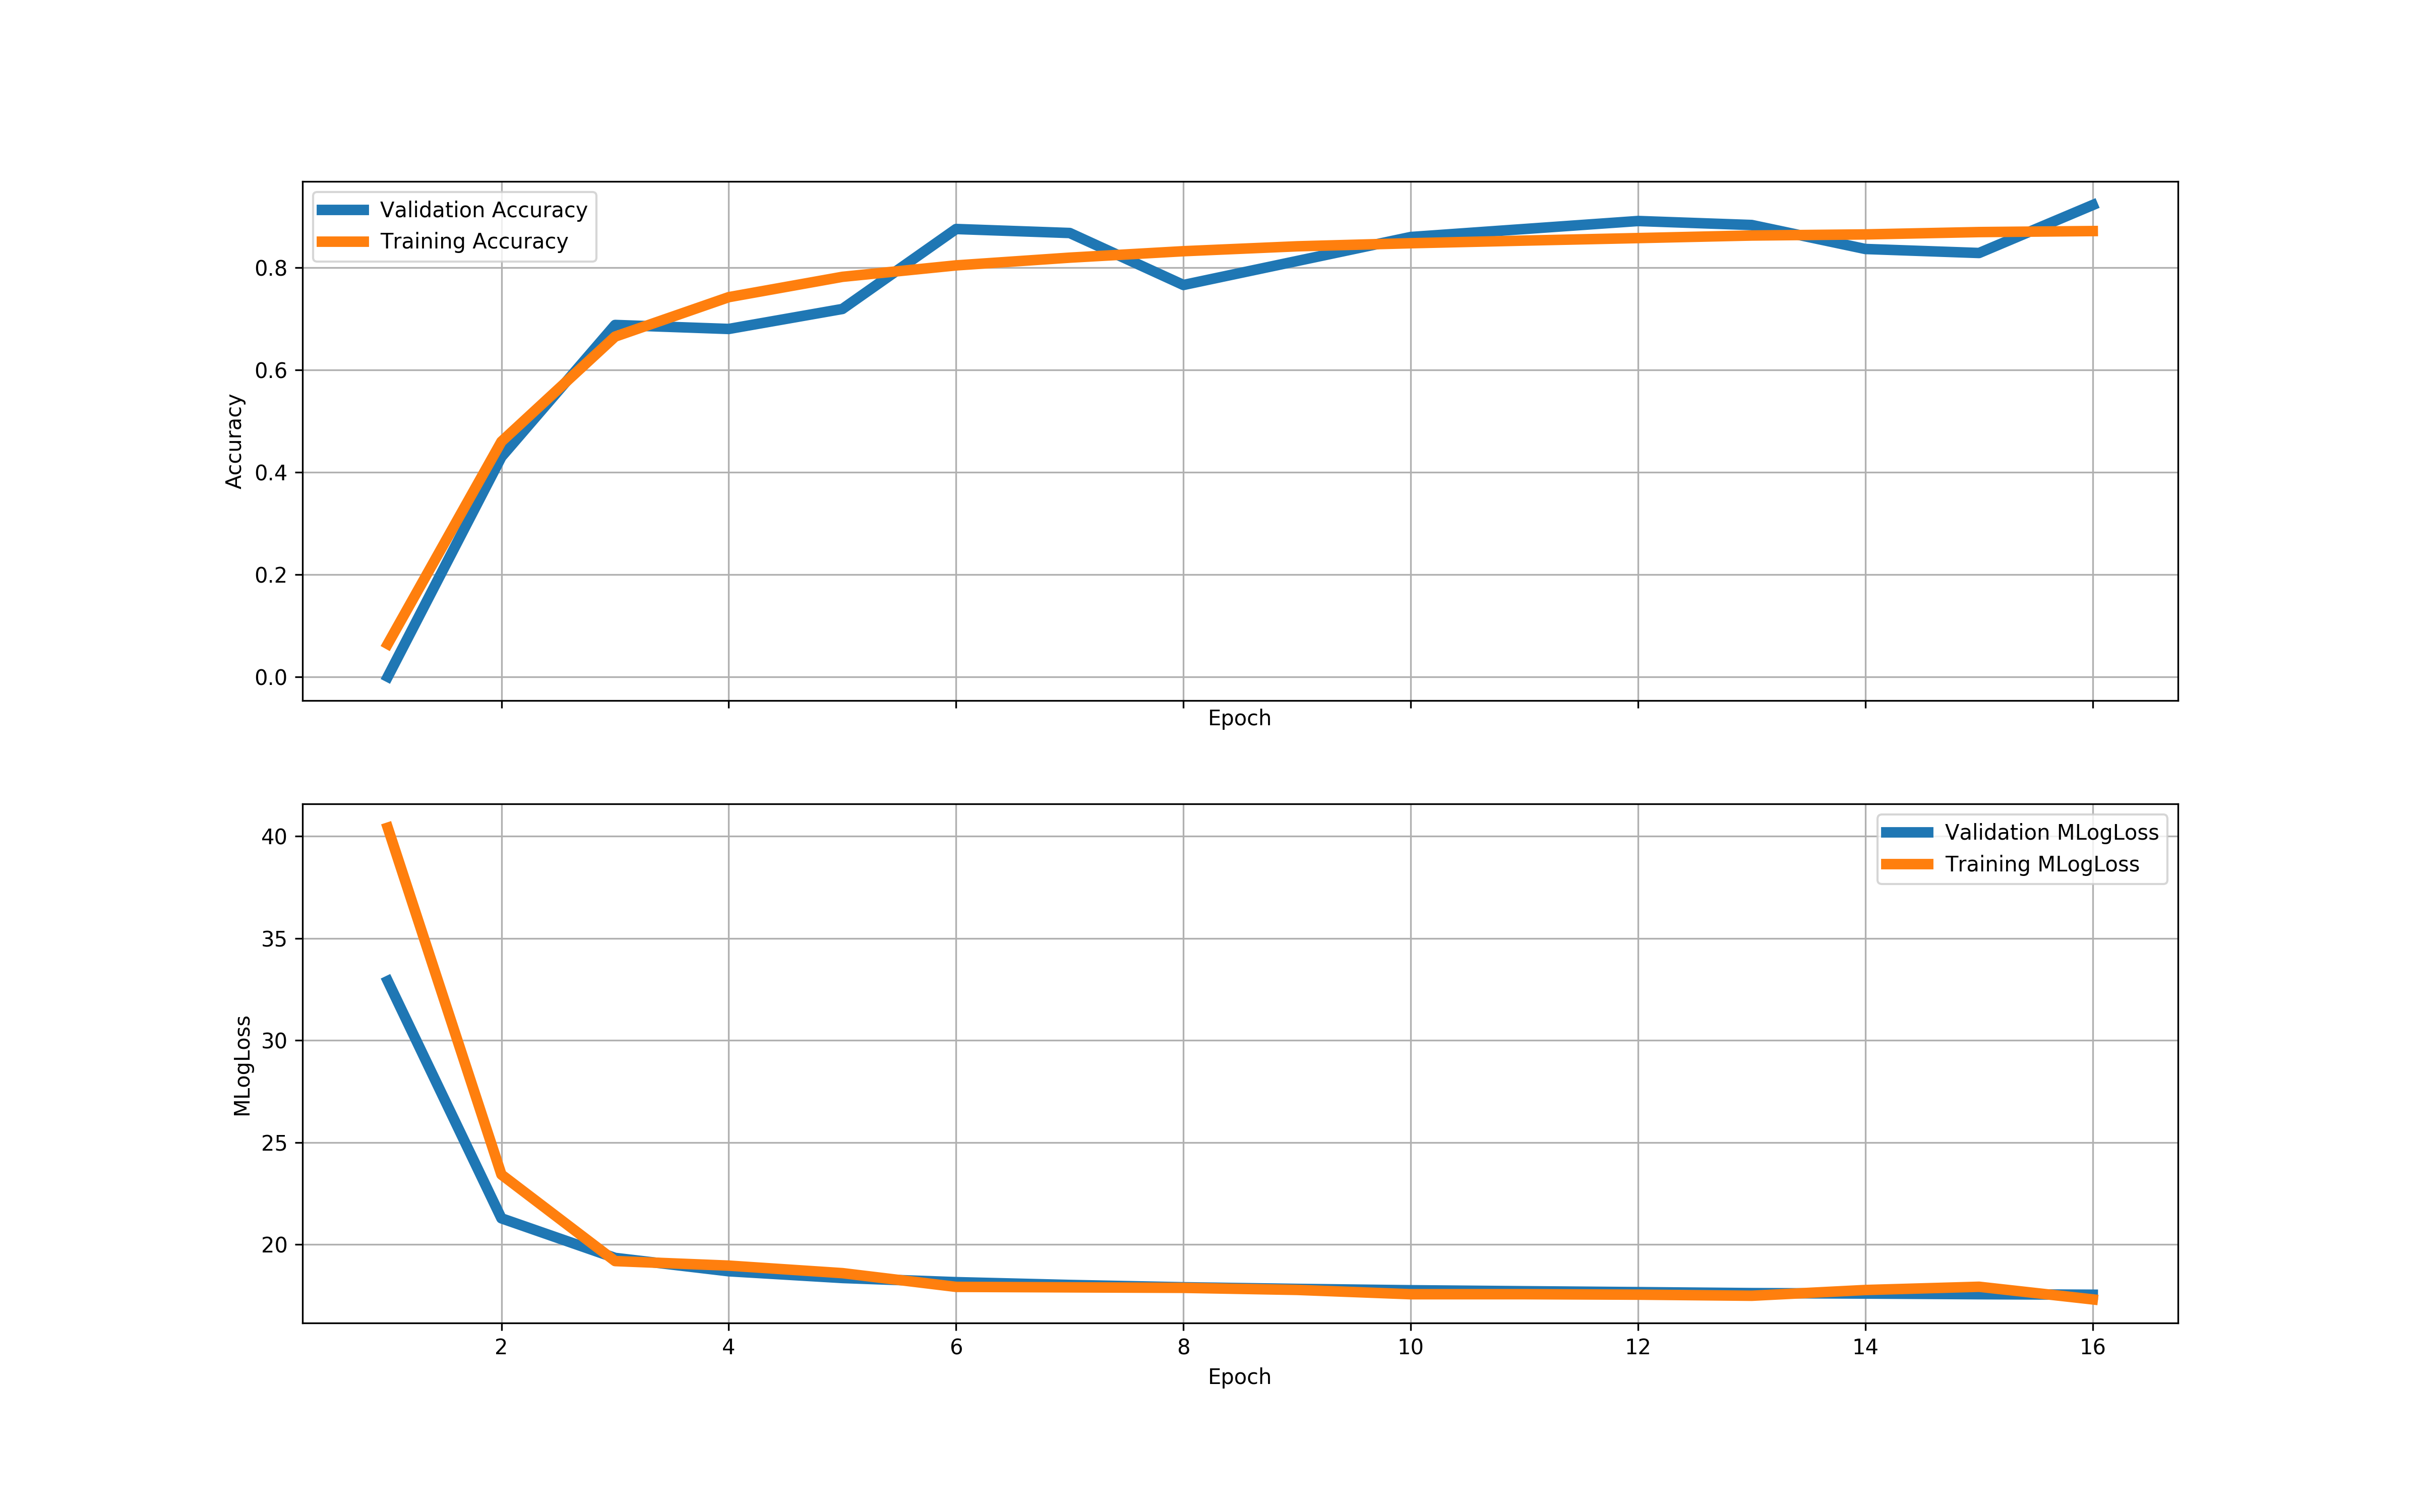 Validation Accuracy
Training Accuracy
0.8
0.6
0.4
0.2
0.0
Accuracy
Epoch
Validation MLogLoss
Training MLogLoss
40
35
30
25
20
MLogLoss
2 4 6 8 10 12 14 16
Epoch